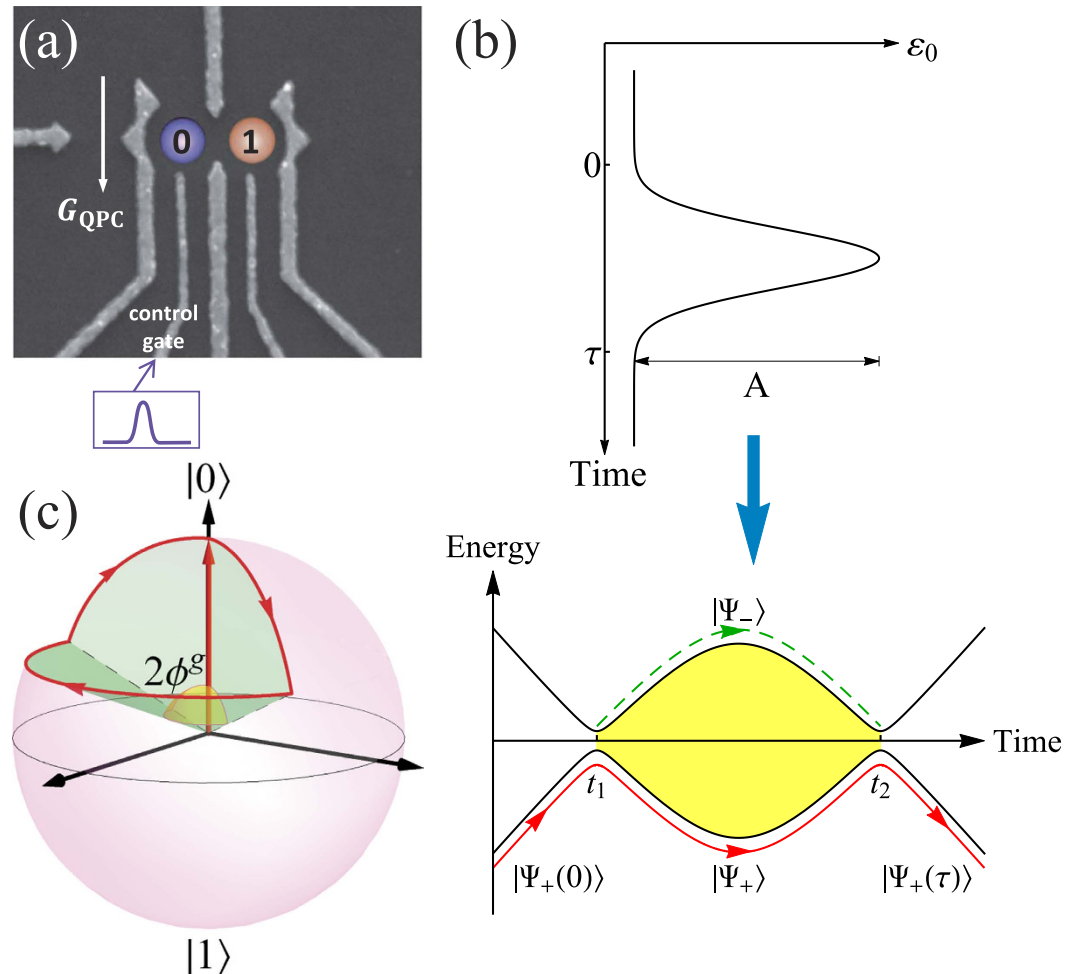 (a)
0 1
G_QPC
control
gate
(b)
ε₀
0
τ
A
Time
(c)
|0⟩
2ϕ^g
|1⟩
Energy
|Ψ₋⟩
Time
t₁
t₂
|Ψ₊(0)⟩
|Ψ₊⟩
|Ψ₊(τ)⟩